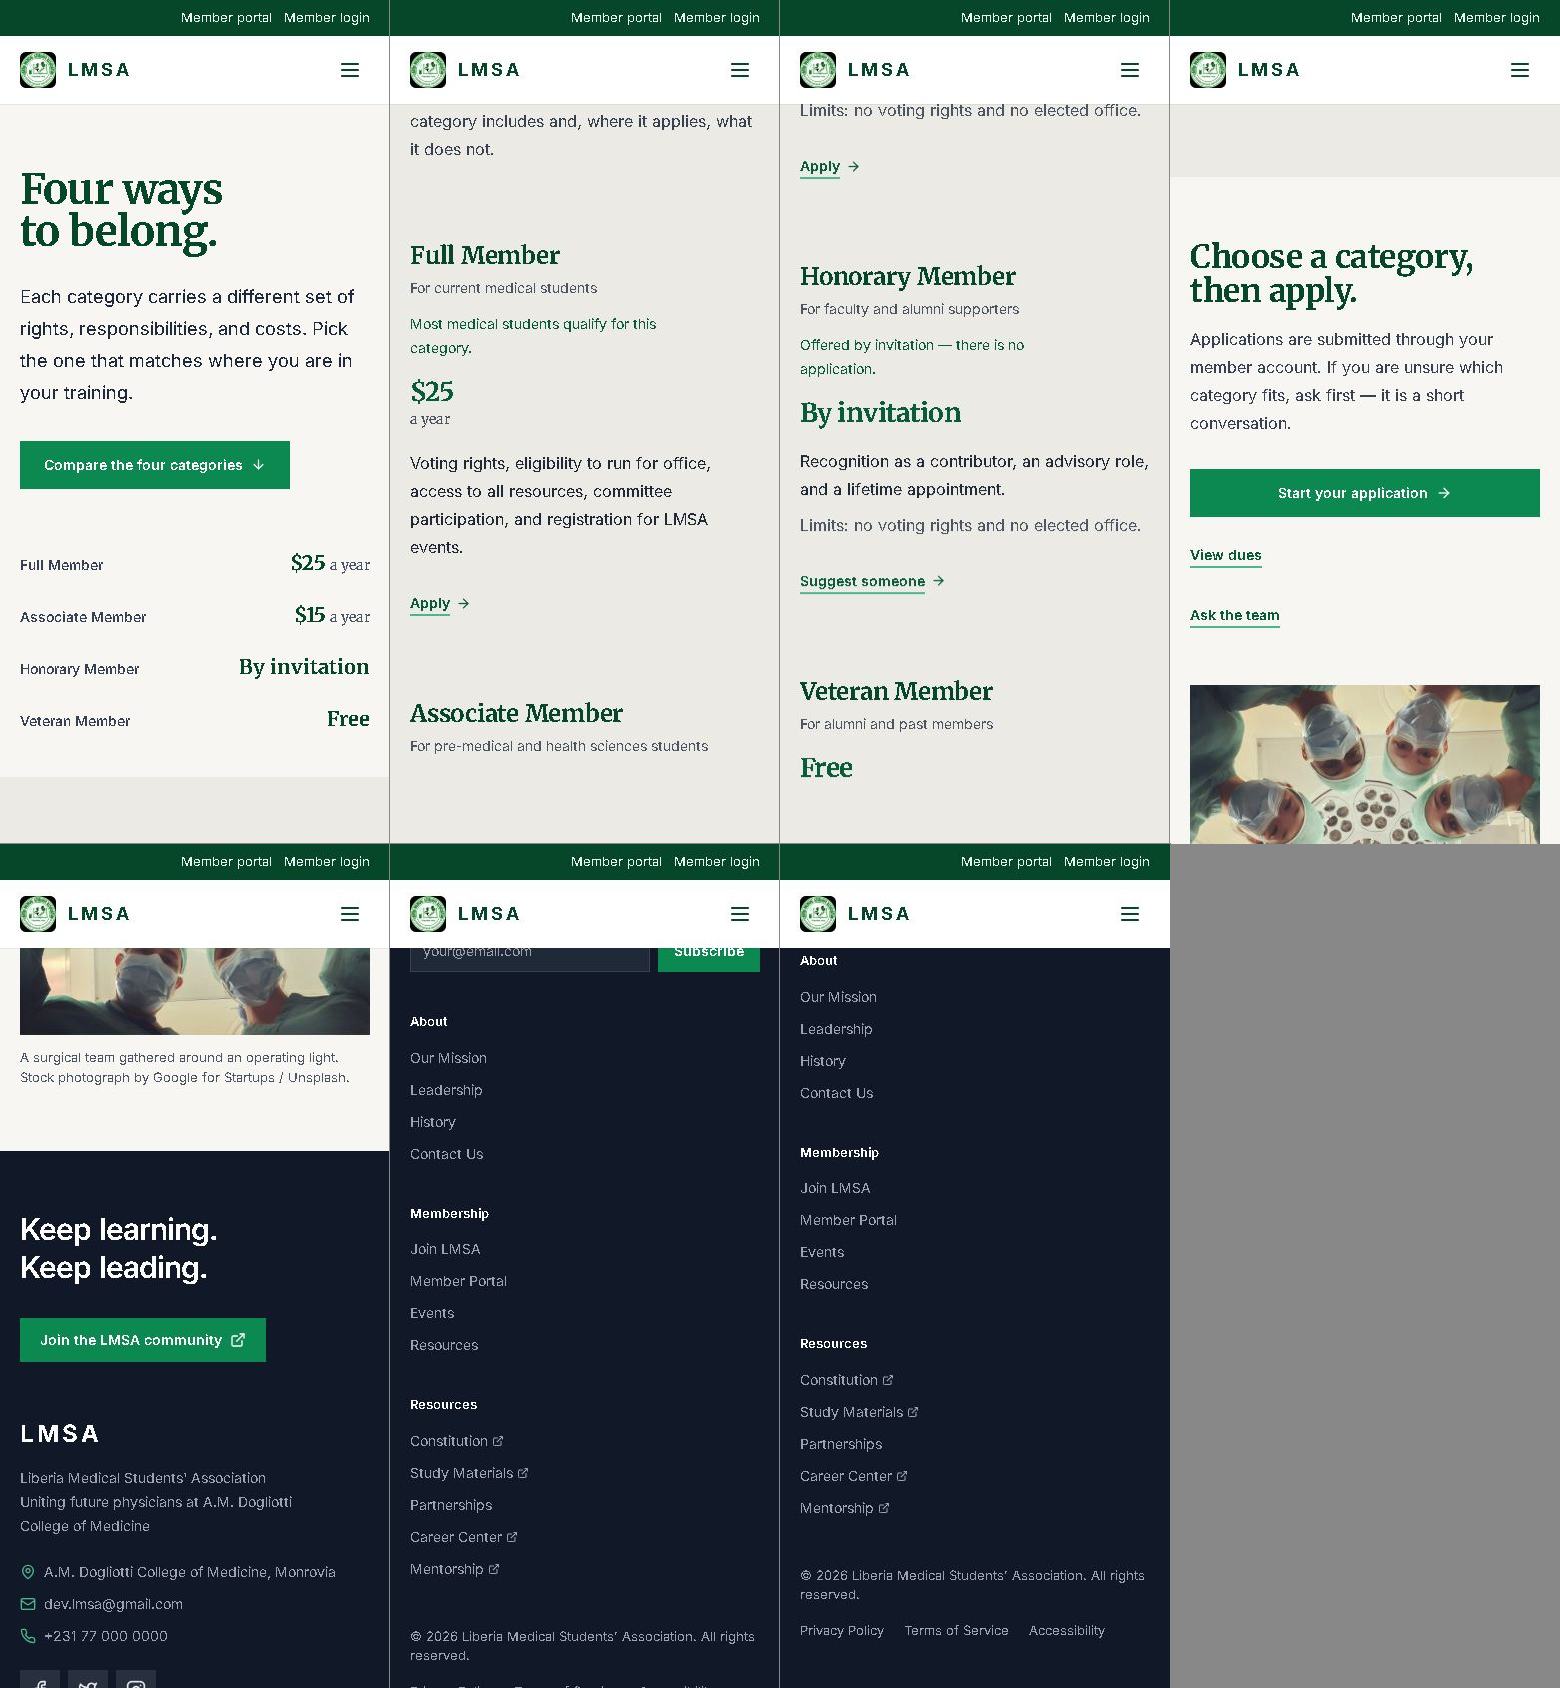 Member portal Member login
LMSA
Four ways
to belong.
Each category carries a different set of
rights, responsibilities, and costs. Pick
the one that matches where you are in
your training.
Compare the four categories
Full Member $25 a year
Associate Member $15 a year
Honorary Member By invitation
Veteran Member Free
Member portal Member login
LMSA
category includes and, where it applies, what
it does not.
Full Member
For current medical students
Most medical students qualify for this
category.
$25
a year
Voting rights, eligibility to run for office,
access to all resources, committee
participation, and registration for LMSA
events.
Apply
Associate Member
For pre-medical and health sciences students
Member portal Member login
LMSA
Limits: no voting rights and no elected office.
Apply
Honorary Member
For faculty and alumni supporters
Offered by invitation — there is no
application.
By invitation
Recognition as a contributor, an advisory role,
and a lifetime appointment.
Limits: no voting rights and no elected office.
Suggest someone
Veteran Member
For alumni and past members
Free
Member portal Member login
LMSA
Choose a category,
then apply.
Applications are submitted through your
member account. If you are unsure which
category fits, ask first — it is a short
conversation.
Start your application
View dues
Ask the team
Member portal Member login
LMSA
A surgical team gathered around an operating light.
Stock photograph by Google for Startups / Unsplash.
Keep learning.
Keep leading.
Join the LMSA community
LMSA
Liberia Medical Students' Association
Uniting future physicians at A.M. Dogliotti
College of Medicine
A.M. Dogliotti College of Medicine, Monrovia
dev.lmsa@gmail.com
+231 77 000 0000
Member portal Member login
LMSA
your@email.com Subscribe
About
Our Mission
Leadership
History
Contact Us
Membership
Join LMSA
Member Portal
Events
Resources
Resources
Constitution
Study Materials
Partnerships
Career Center
Mentorship
© 2026 Liberia Medical Students' Association. All rights
reserved.
Member portal Member login
LMSA
About
Our Mission
Leadership
History
Contact Us
Membership
Join LMSA
Member Portal
Events
Resources
Resources
Constitution
Study Materials
Partnerships
Career Center
Mentorship
© 2026 Liberia Medical Students' Association. All rights
reserved.
Privacy Policy Terms of Service Accessibility